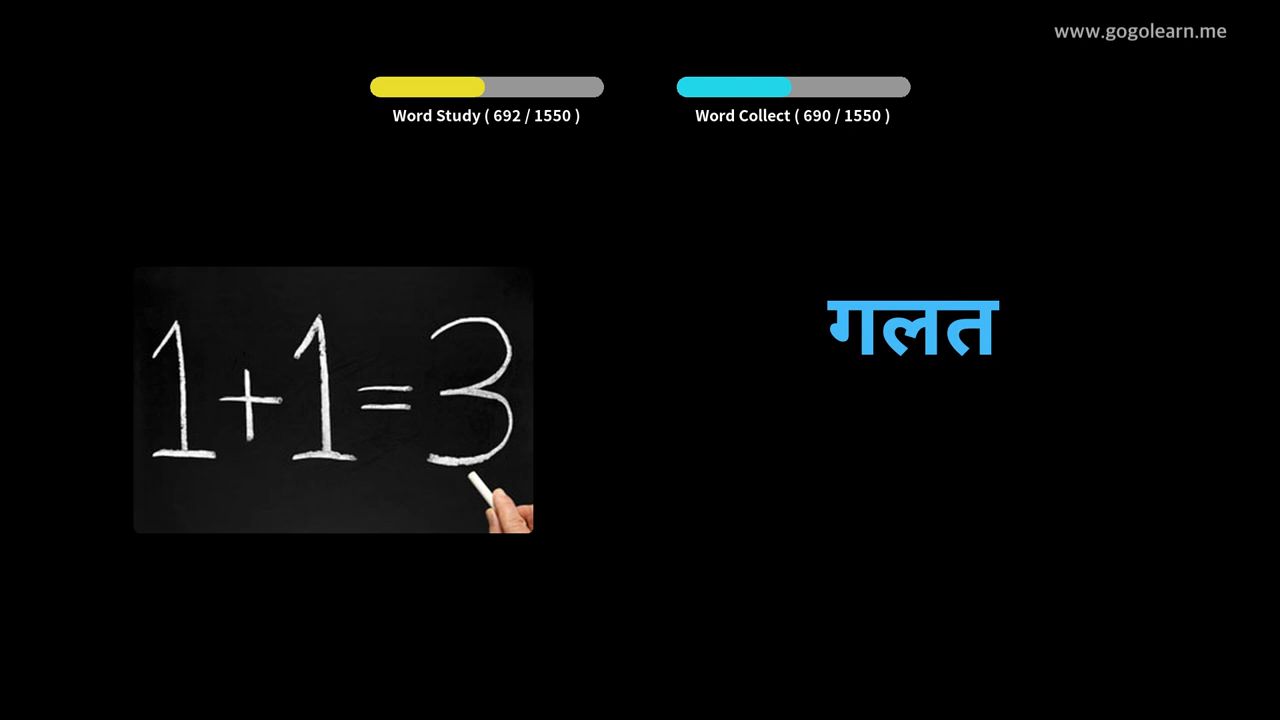 www.gogolearn.me
Word Study ( 692 / 1550 )
Word Collect ( 690 / 1550 )
1+1=3
गलत